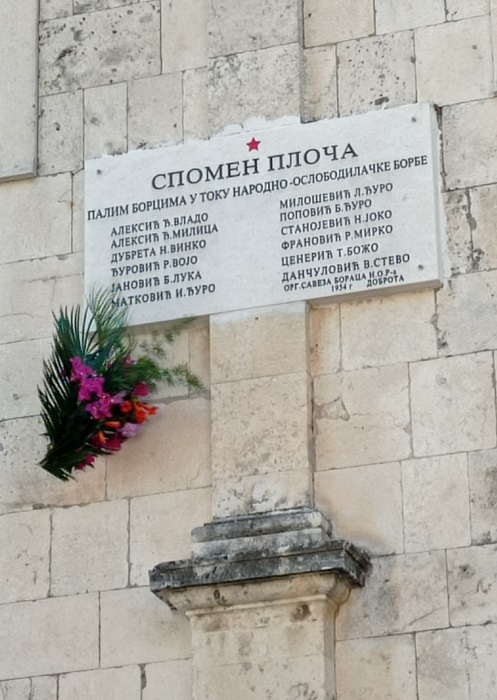 СПОМЕН ПЛОЧА
ПАЛИМ БОРЦИМА У ТОКУ НАРОДНО-ОСЛОБОДИЛАЧКЕ БОРБЕ
АЛЕКСИЋ Ђ.ВЛАДО
АЛЕКСИЋ Ђ.МИЛИЦА
ДУБРЕТА Н.ВИНКО
ЂУРОВИЋ Р.ВОЈО
ЈАНОВИЋ Б.ЛУКА
МАТКОВИЋ И.ЂУРО
МИЛОШЕВИЋ Л.ЂУРО
ПОПОВИЋ Б.ЂУРО
СТАНОЈЕВИЋ Н.ЈОКО
ФРАНОВИЋ Р.МИРКО
ЦЕНЕРИЋ Т.БОЖО
ДАНЧУЛОВИЋ В.СТЕВО
ОРГ.САВЕЗА БОРАЦА Н.О.Р-а
1954 г ДОБРОТА